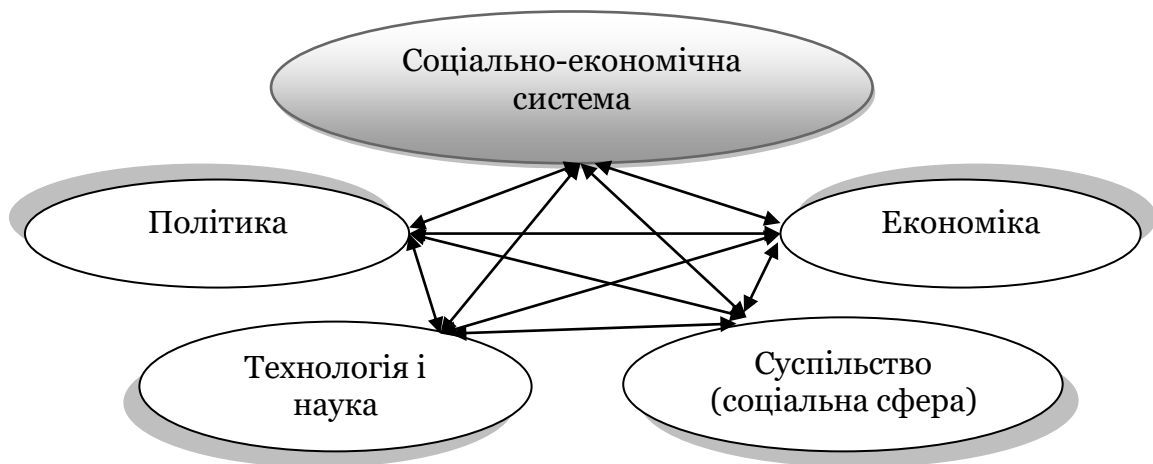 Соціально-економічна
система
Політика
Економіка
Технологія і
наука
Суспільство
(соціальна сфера)